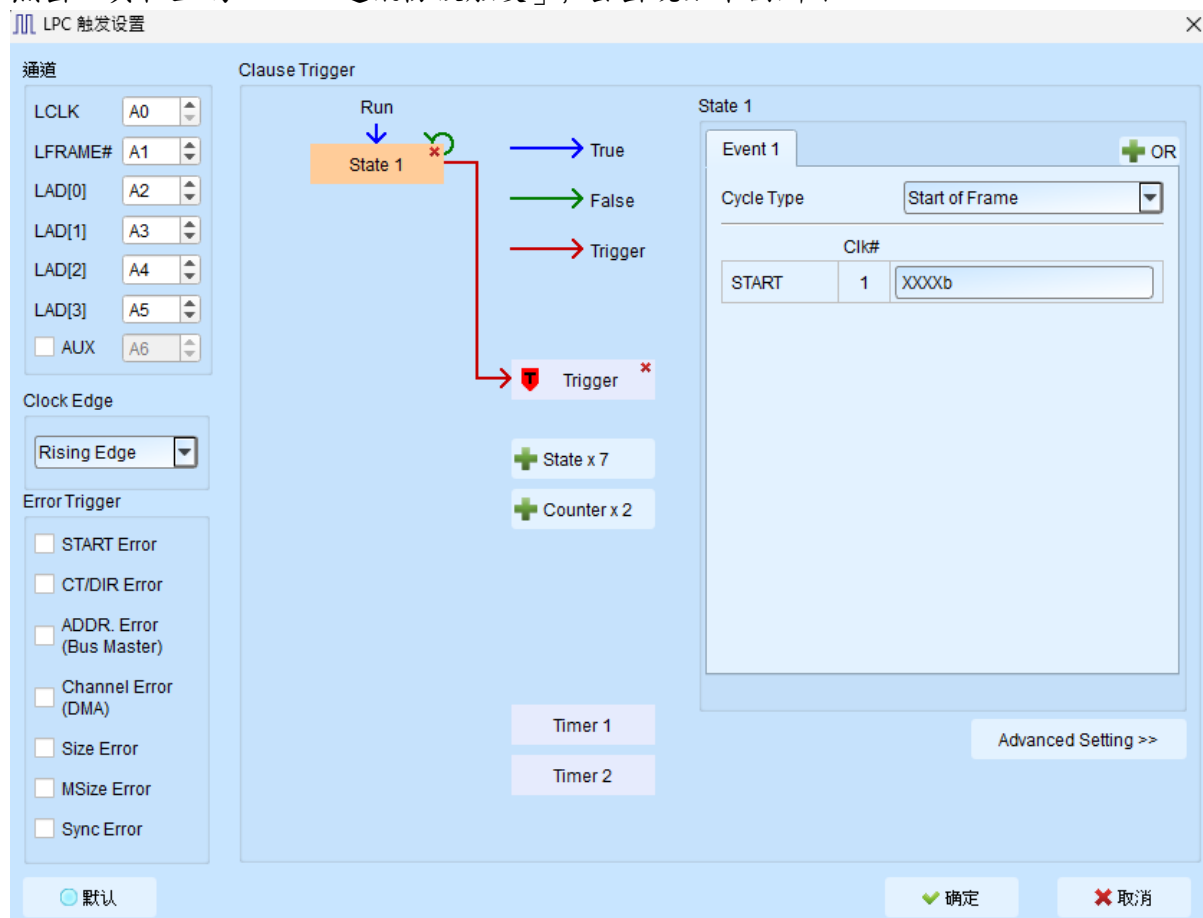 LPC 触发设置
通道
LCLK A0
LFRAME# A1
LAD[0] A2
LAD[1] A3
LAD[2] A4
LAD[3] A5
AUX A6
Clock Edge
Rising Edge
Error Trigger
START Error
CT/DIR Error
ADDR. Error
(Bus Master)
Channel Error
(DMA)
Size Error
MSize Error
Sync Error
默认
Clause Trigger
Run
State 1
True
False
Trigger
T Trigger
State x 7
Counter x 2
Timer 1
Timer 2
State 1
Event 1
OR
Cycle Type Start of Frame
Clk#
START 1 XXXXb
Advanced Setting >>
确定
取消